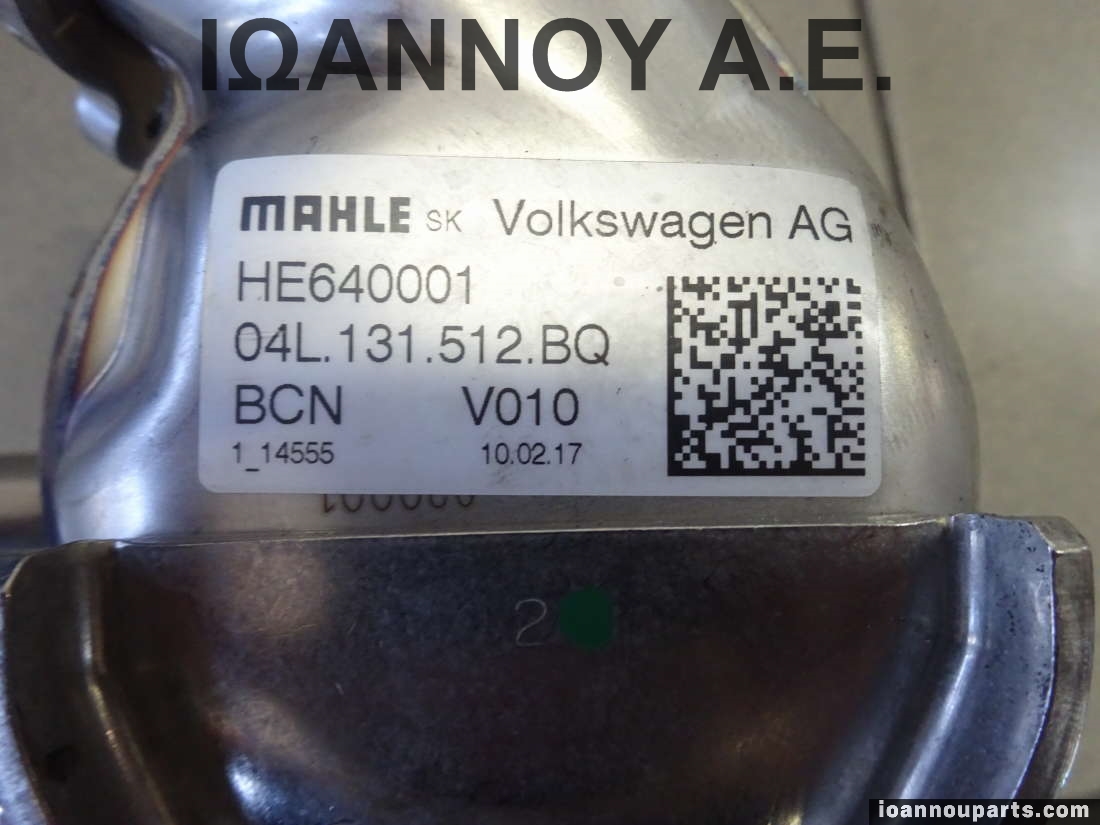 ΙΩΑΝΝΟΥ Α.Ε.
MAHLE SK Volkswagen AG
HE640001
04L.131.512.BQ
BCN V010
1_14555 10.02.17
2
ioannouparts.com